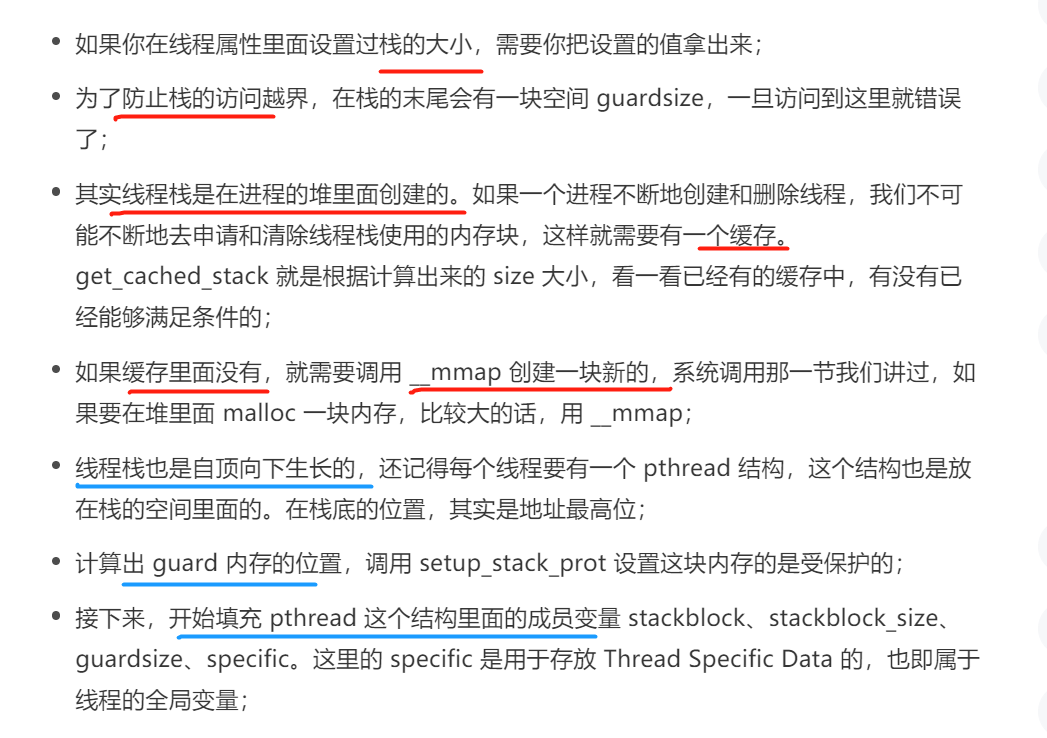 • 如果你在线程属性里面设置过栈的大小，需要你把设置的值拿出来；
• 为了防止栈的访问越界，在栈的末尾会有一块空间 guardsize，一旦访问到这里就错误
了；
• 其实线程栈是在进程的堆里面创建的。如果一个进程不断地创建和删除线程，我们不可
能不断地去申请和清除线程栈使用的内存块，这样就需要有一个缓存。
get_cached_stack 就是根据计算出来的 size 大小，看一看已经有的缓存中，有没有已
经能够满足条件的；
• 如果缓存里面没有，就需要调用 __mmap 创建一块新的，系统调用那一节我们讲过，如
果要在堆里面 malloc 一块内存，比较大的话，用 __mmap；
• 线程栈也是自顶向下生长的，还记得每个线程要有一个 pthread 结构，这个结构也是放
在栈的空间里面的。在栈底的位置，其实是地址最高位；
• 计算出 guard 内存的位置，调用 setup_stack_prot 设置这块内存的是受保护的；
• 接下来，开始填充 pthread 这个结构里面的成员变量 stackblock、stackblock_size、
guardsize、specific。这里的 specific 是用于存放 Thread Specific Data 的，也即属于
线程的全局变量；